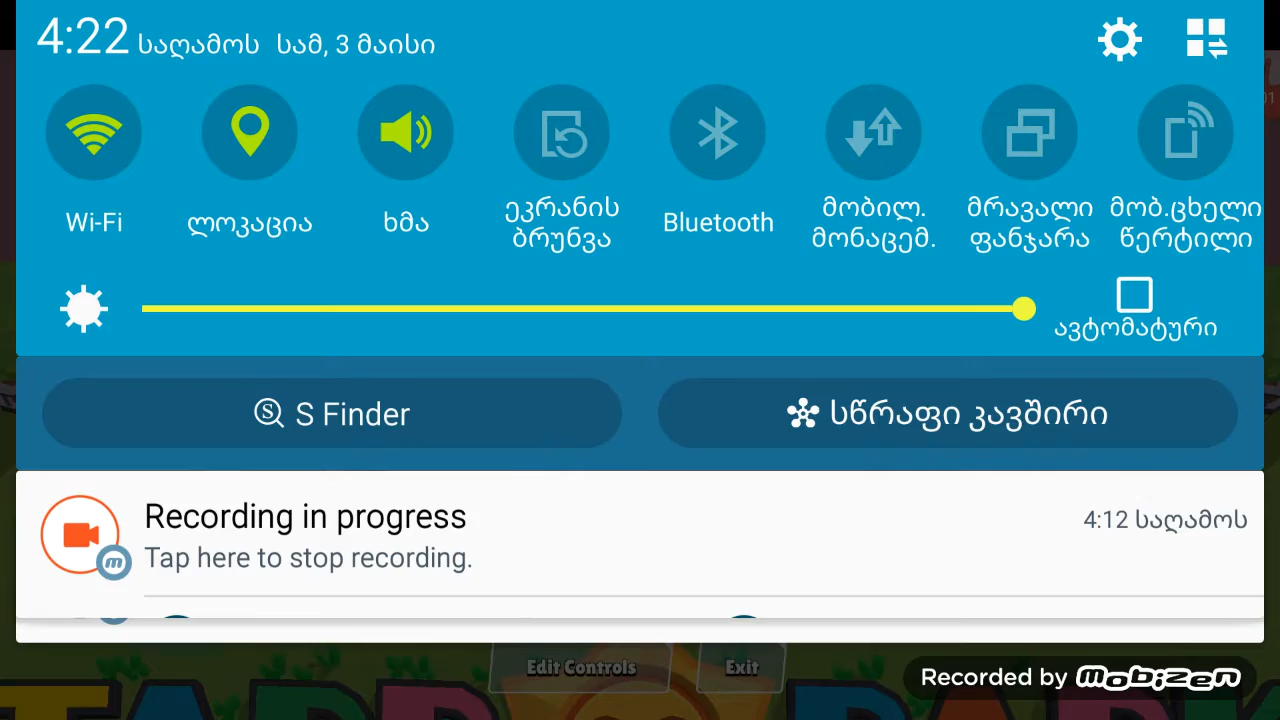 4:22 საღამოს სამ, 3 მაისი
Wi-Fi
ლოკაცია
ხმა
ეკრანის
ბრუნვა
Bluetooth
მობილ.
მონაცემ.
მრავალი
ფანჯარა
მობ.ცხელი
წერტილი
ავტომატური
S Finder
სწრაფი კავშირი
Recording in progress
4:12 საღამოს
Tap here to stop recording.
Edit Controls
Exit
Recorded by mobizen